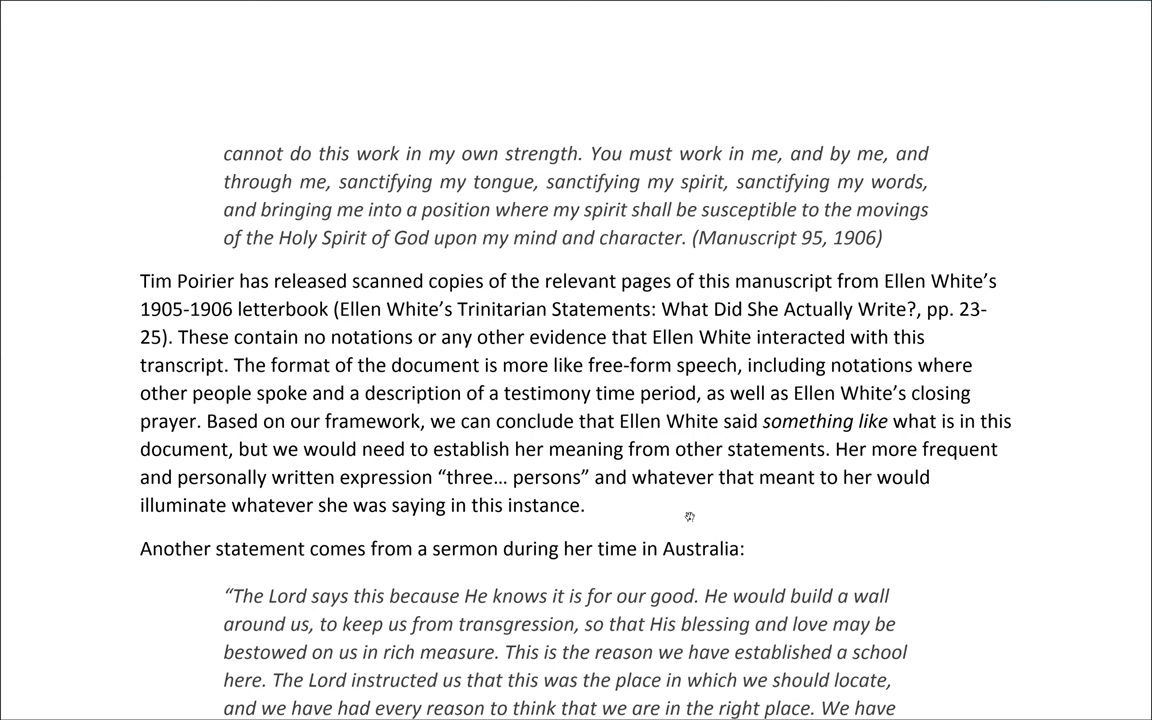 cannot do this work in my own strength. You must work in me, and by me, and
through me, sanctifying my tongue, sanctifying my spirit, sanctifying my words,
and bringing me into a position where my spirit shall be susceptible to the movings
of the Holy Spirit of God upon my mind and character. (Manuscript 95, 1906)
Tim Poirier has released scanned copies of the relevant pages of this manuscript from Ellen White’s
1905-1906 letterbook (Ellen White’s Trinitarian Statements: What Did She Actually Write?, pp. 23-
25). These contain no notations or any other evidence that Ellen White interacted with this
transcript. The format of the document is more like free-form speech, including notations where
other people spoke and a description of a testimony time period, as well as Ellen White’s closing
prayer. Based on our framework, we can conclude that Ellen White said something like what is in this
document, but we would need to establish her meaning from other statements. Her more frequent
and personally written expression “three… persons” and whatever that meant to her would
illuminate whatever she was saying in this instance.
Another statement comes from a sermon during her time in Australia:
“The Lord says this because He knows it is for our good. He would build a wall
around us, to keep us from transgression, so that His blessing and love may be
bestowed on us in rich measure. This is the reason we have established a school
here. The Lord instructed us that this was the place in which we should locate,
and we have had every reason to think that we are in the right place. We have